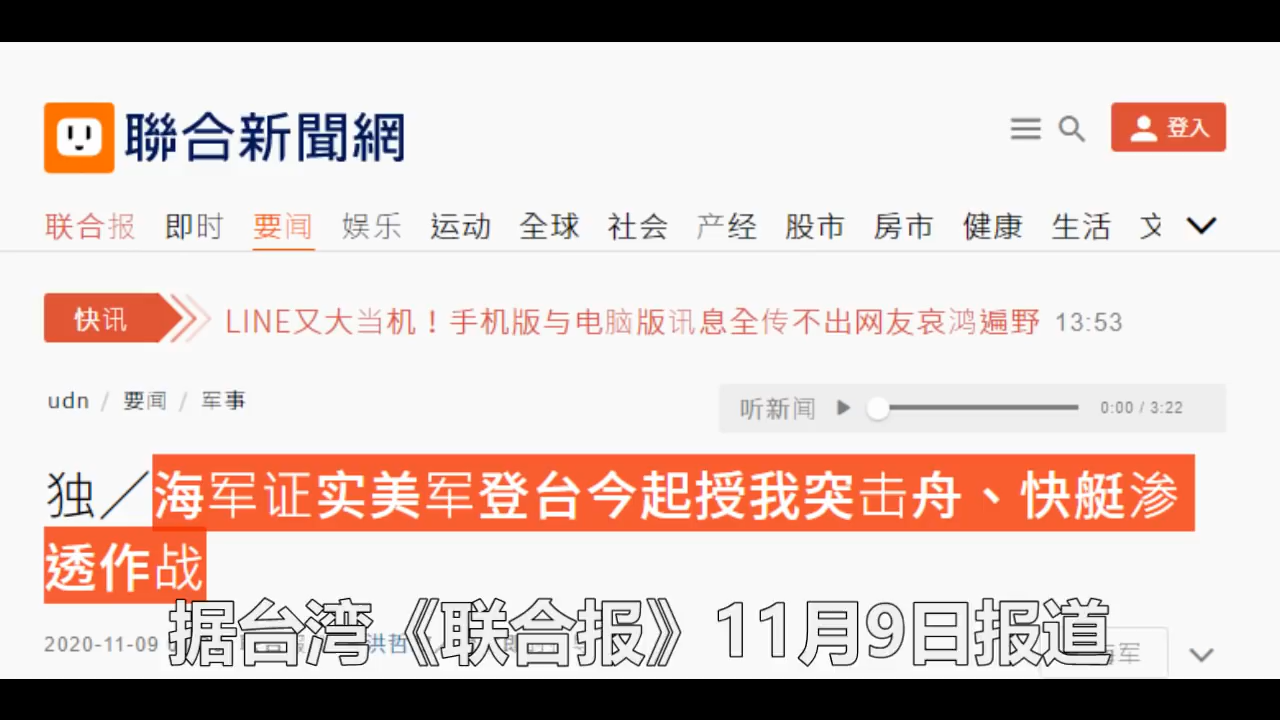 聯合新聞網
登入
联合报 即时 要闻 娱乐 运动 全球 社会 产经 股市 房市 健康 生活 文
快讯 LINE又大当机！手机版与电脑版讯息全传不出网友哀鸿遍野 13:53
udn / 要闻 / 军事
听新闻 0:00 / 3:22
独／海军证实美军登台今起授我突击舟、快艇渗
透作战
2020-11-09
洪哲
据台湾《联合报》11月9日报道